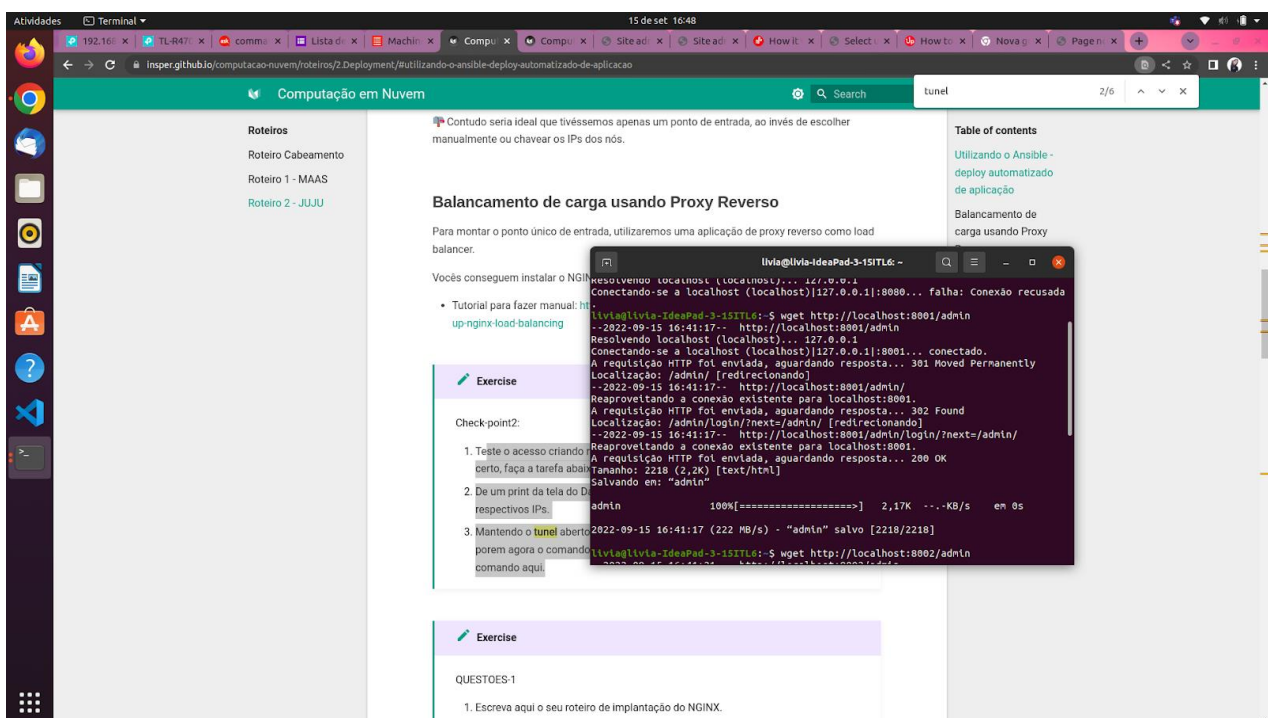 Atividades
Terminal
15 de set 16:48
192.168
TL-R470
comma
Lista de
Machin
Comput
Comput
Site adr
Site adr
How it
Select
How to
Nova g
Page n
insper.github.io/computacao-nuvem/roteiros/2.Deployment/#utilizando-o-ansible-deploy-automatizado-de-aplicacao
Computação em Nuvem
Search
tunel
2/6
Roteiros
Roteiro Cabeamento
Roteiro 1 - MAAS
Roteiro 2 - JUJU
Contudo seria ideal que tivéssemos apenas um ponto de entrada, ao invés de escolher
manualmente ou chavear os IPs dos nós.
Balancamento de carga usando Proxy Reverso
Para montar o ponto único de entrada, utilizaremos uma aplicação de proxy reverso como load
balancer.
Vocês conseguem instalar o NGIN
Tutorial para fazer manual: ht
up-nginx-load-balancing
Exercise
Check-point2:
1. Teste o acesso criando
certo, faça a tarefa abaix
2. De um print da tela do Da
respectivos IPs.
3. Mantendo o tunel aberto
porem agora o comando
comando aqui.
Exercise
QUESTOES-1
1. Escreva aqui o seu roteiro de implantação do NGINX.
Table of contents
Utilizando o Ansible -
deploy automatizado
de aplicação
Balancamento de
carga usando Proxy
livia@livia-IdeaPad-3-15ITL6: ~
Resolvendo localhost (localhost)... 127.0.0.1
Conectando-se a localhost (localhost)|127.0.0.1|:8080... falha: Conexão recusada
.
livia@livia-IdeaPad-3-15ITL6:~$ wget http://localhost:8001/admin
--2022-09-15 16:41:17--  http://localhost:8001/admin
Resolvendo localhost (localhost)... 127.0.0.1
Conectando-se a localhost (localhost)|127.0.0.1|:8001... conectado.
A requisição HTTP foi enviada, aguardando resposta... 301 Moved Permanently
Localização: /admin/ [redirecionando]
--2022-09-15 16:41:17--  http://localhost:8001/admin/
Reaproveitando a conexão existente para localhost:8001.
A requisição HTTP foi enviada, aguardando resposta... 302 Found
Localização: /admin/login/?next=/admin/ [redirecionando]
--2022-09-15 16:41:17--  http://localhost:8001/admin/login/?next=/admin/
Reaproveitando a conexão existente para localhost:8001.
A requisição HTTP foi enviada, aguardando resposta... 200 OK
Tamanho: 2218 (2,2K) [text/html]
Salvando em: “admin”
admin 100%[===================>] 2,17K --.-KB/s em 0s
2022-09-15 16:41:17 (222 MB/s) - “admin” salvo [2218/2218]
livia@livia-IdeaPad-3-15ITL6:~$ wget http://localhost:8002/admin